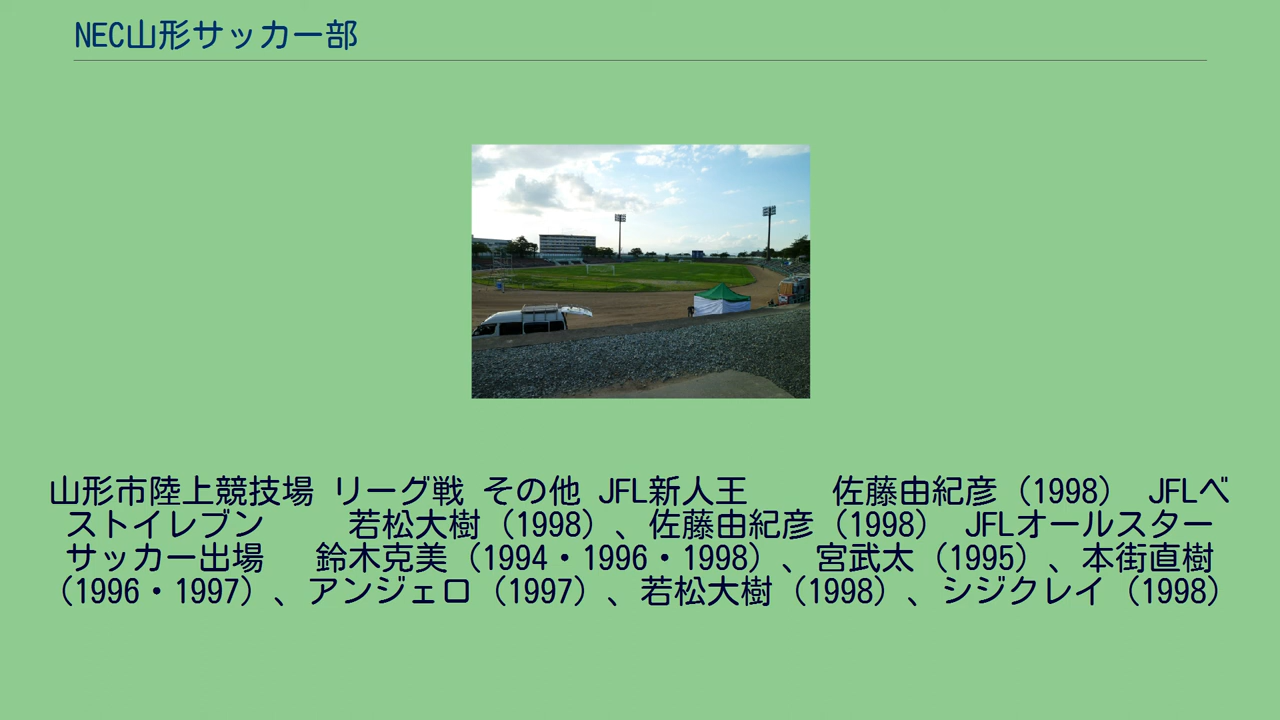 NEC山形サッカー部
山形市陸上競技場 リーグ戦 その他 JFL新人王 佐藤由紀彦（1998） JFLベ
ストイレブン 若松大樹（1998）、佐藤由紀彦（1998） JFLオールスター
サッカー出場 鈴木克美（1994・1996・1998）、宮武太（1995）、本街直樹
（1996・1997）、アンジェロ（1997）、若松大樹（1998）、シジクレイ（1998）